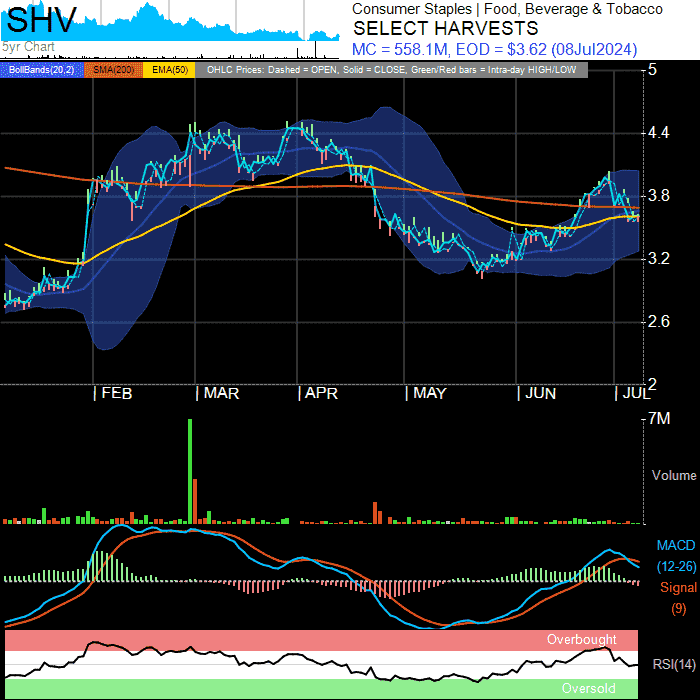 SHV
5yr Chart
Consumer Staples | Food, Beverage & Tobacco
SELECT HARVESTS
MC = 558.1M, EOD = $3.62 (08Jul2024)
BollBands(20,2) SMA(200) EMA(50) OHLC Prices: Dashed = OPEN, Solid = CLOSE, Green/Red bars = Intra-day HIGH/LOW
5
4.4
3.8
3.2
2.6
2
| FEB | MAR | APR | MAY | JUN | JUL
7M
Volume
MACD
(12-26)
Signal
(9)
Overbought
RSI(14)
Oversold